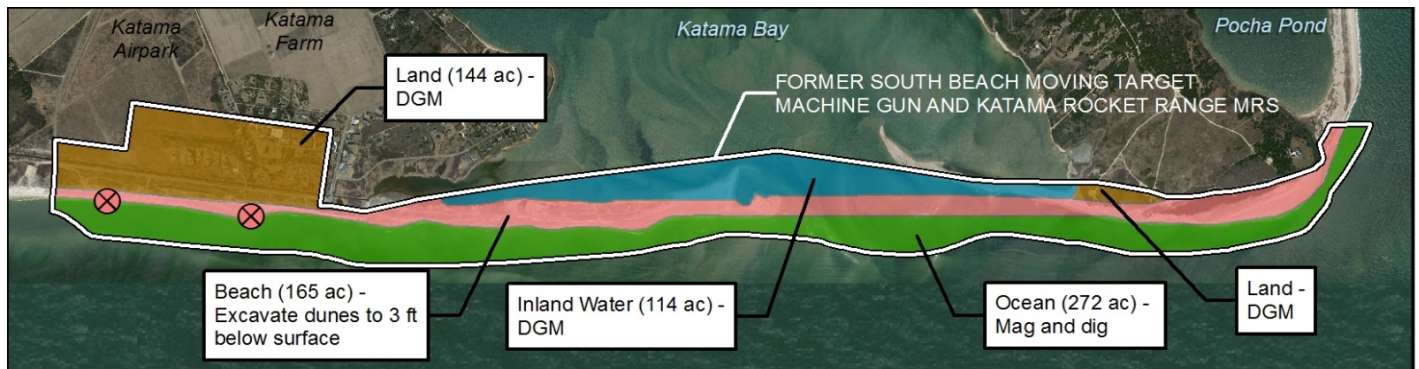 Katama
Airpark
Katama
Farm
Katama Bay
Pocha Pond
Land (144 ac) -
DGM
FORMER SOUTH BEACH MOVING TARGET
MACHINE GUN AND KATAMA ROCKET RANGE MRS
Beach (165 ac) -
Excavate dunes to 3 ft
below surface
Inland Water (114 ac) -
DGM
Ocean (272 ac) -
Mag and dig
Land -
DGM